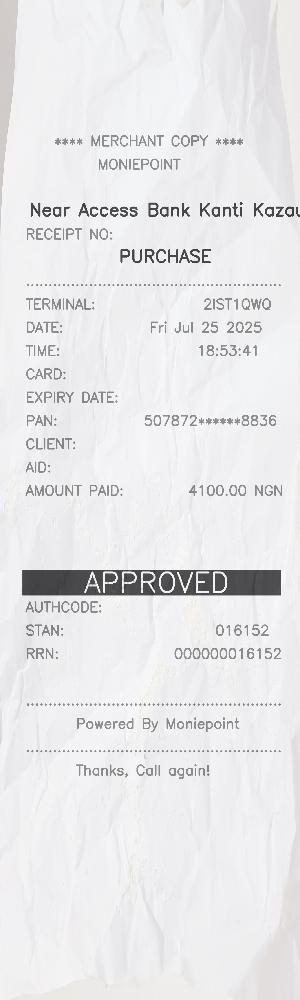 **** MERCHANT COPY ****
MONIEPOINT
Near Access Bank Kanti Kazau
RECEIPT NO:
PURCHASE
TERMINAL: 2IST1QWO
DATE: Fri Jul 25 2025
TIME: 18:53:41
CARD:
EXPIRY DATE:
PAN: 507872******8836
CLIENT:
AID:
AMOUNT PAID: 4100.00 NGN
APPROVED
AUTHCODE:
STAN: 016152
RRN: 000000016152
Powered By Moniepoint
Thanks, Call again!